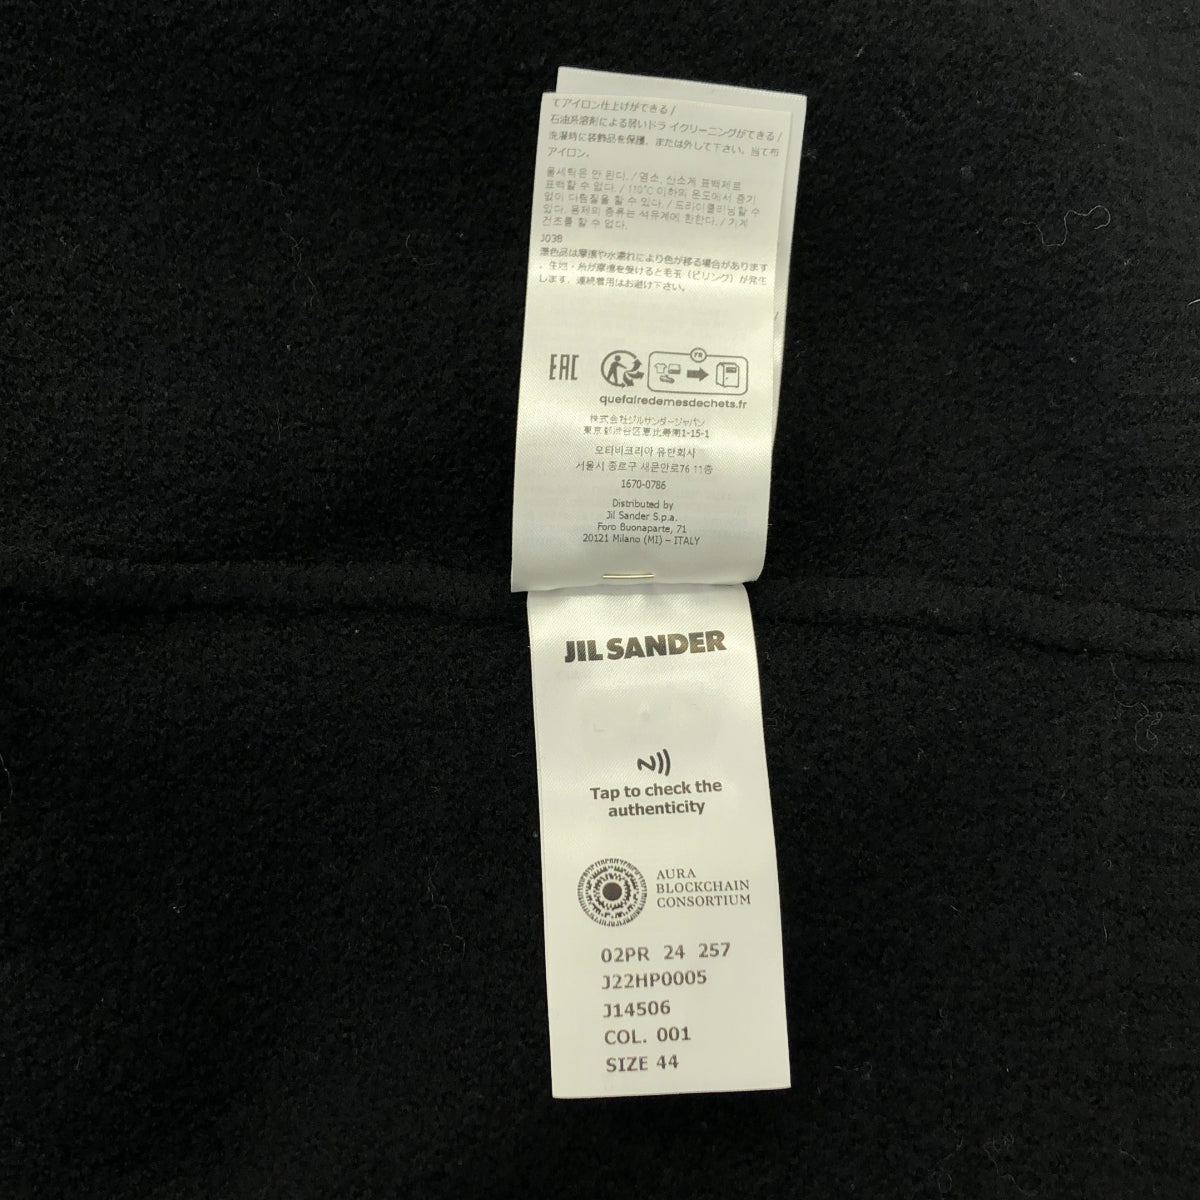 てアイロン仕上げができる /
石油系溶剤による弱いドライクリーニングができる /
洗濯時に装飾品を保護、または外して下さい。当て布
アイロン。
물세탁은 안 된다. / 염소, 산소계 표백제로
표백할 수 없다. / 110°C 이하의 온도에서 증기
없이 다림질을 할 수 있다. / 드라이클리닝할 수
있다. 용제의 종류는 석유계에 한한다. / 기계
건조를 할 수 없다.
J03B
濃色品は摩擦や水濡れにより色が移る場合があります
。生地・糸が摩擦を受けると毛玉（ピリング）が発生
します。連続着用はお避け下さい。
EAC
FR
quefairedemesdechets.fr
株式会社ジルサンダージャパン
東京都渋谷区恵比寿南1-15-1
오타비코리아 유한회사
서울시 종로구 새문안로76 11층
1670-0786
Distributed by
Jil Sander S.p.a.
Foro Buonaparte, 71
20121 Milano (MI) – ITALY
JIL SANDER
Tap to check the
authenticity
AURA
BLOCKCHAIN
CONSORTIUM
02PR 24 257
J22HP0005
J14506
COL. 001
SIZE 44